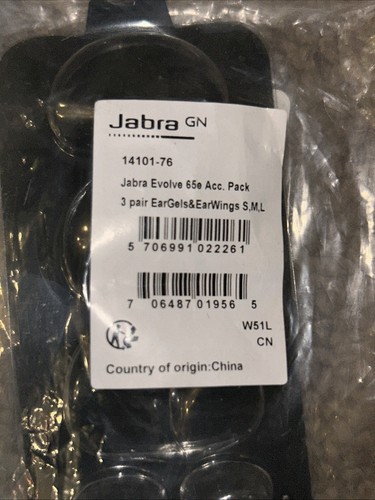 Jabra GN
14101-76
Jabra Evolve 65e Acc. Pack
3 pair EarGels&EarWings S,M,L
5 706991 022261
7 06487 01956 5
W51L
CN
Country of origin:China